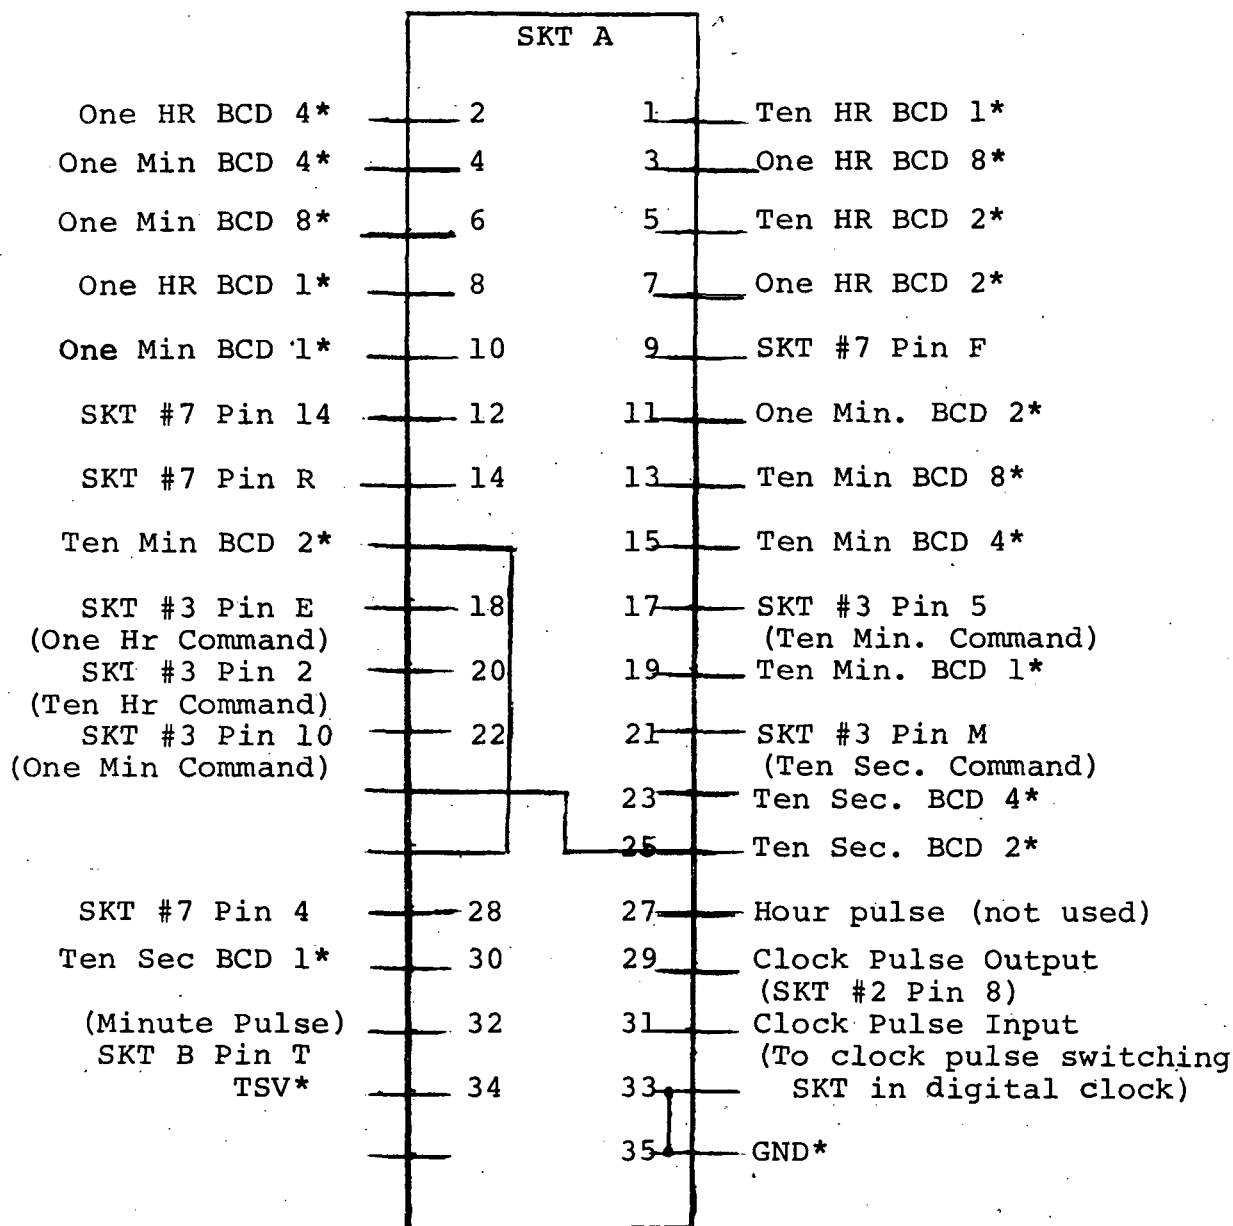 SKT A
One HR BCD 4* 2 1 Ten HR BCD 1*
One Min BCD 4* 4 3 One HR BCD 8*
One Min BCD 8* 6 5 Ten HR BCD 2*
One HR BCD 1* 8 7 One HR BCD 2*
One Min BCD 1* 10 9 SKT #7 Pin F
SKT #7 Pin 14 12 11 One Min. BCD 2*
SKT #7 Pin R 14 13 Ten Min BCD 8*
Ten Min BCD 2* 15 Ten Min BCD 4*
SKT #3 Pin E 18 17 SKT #3 Pin 5
(One Hr Command) (Ten Min. Command)
SKT #3 Pin 2 20 19 Ten Min. BCD 1*
(Ten Hr Command)
SKT #3 Pin 10 22 21 SKT #3 Pin M
(One Min Command) (Ten Sec. Command)
23 Ten Sec. BCD 4*
25 Ten Sec. BCD 2*
SKT #7 Pin 4 28 27 Hour pulse (not used)
Ten Sec BCD 1* 30 29 Clock Pulse Output
(SKT #2 Pin 8)
(Minute Pulse) 32 31 Clock Pulse Input
SKT B Pin T (To clock pulse switching
TSV* 34 33 SKT in digital clock)
35 GND*